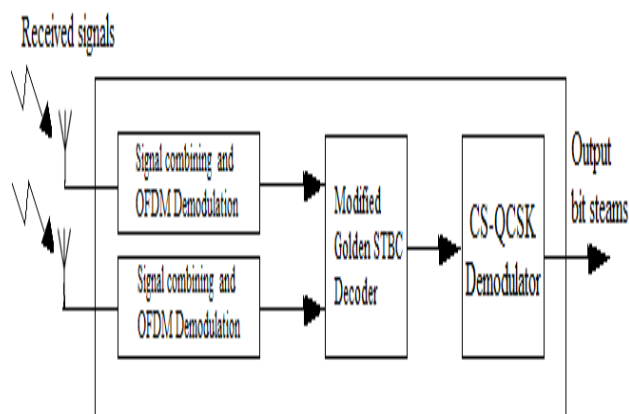 Received signals
Signal combining and
OFDM Demodulation
Signal combining and
OFDM Demodulation
Modified
Golden STBC
Decoder
CS-QCSK
Demodulator
Output
bit steams